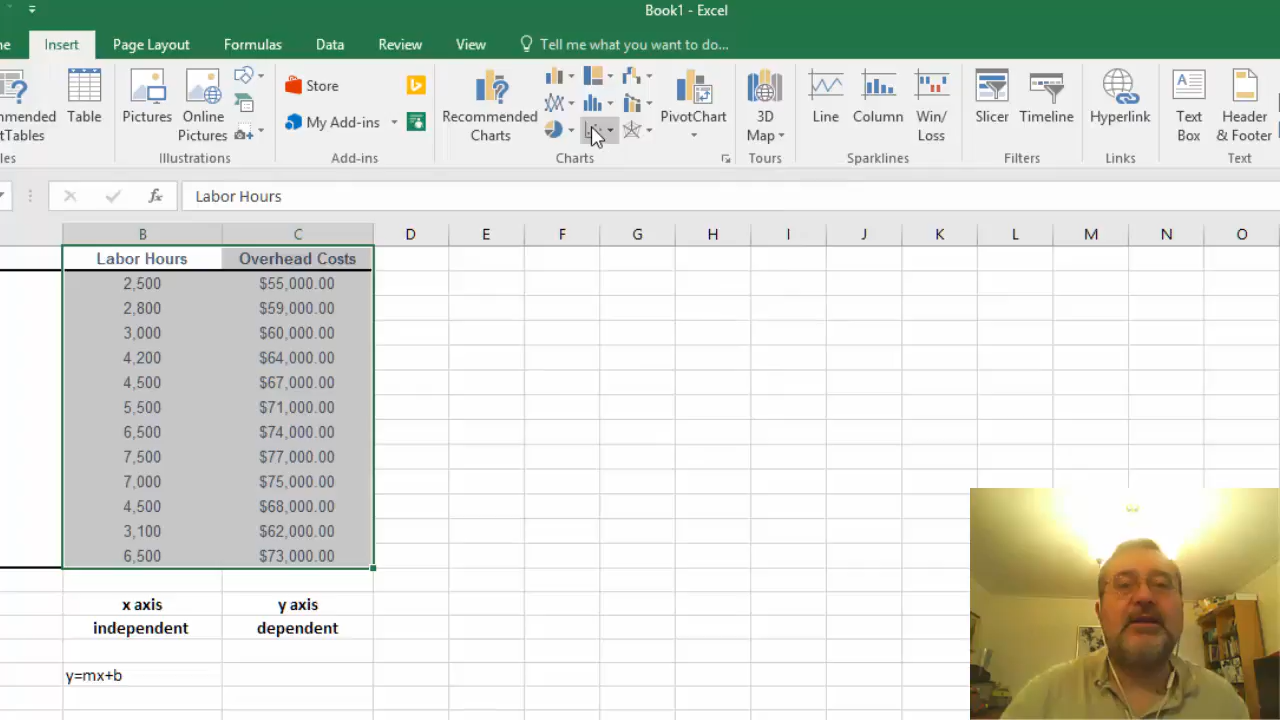 Book1 - Excel
Insert Page Layout Formulas Data Review View Tell me what you want to do...
Table
Pictures
Online Pictures
Illustrations
Store
My Add-ins
Add-ins
Recommended Charts
Charts
PivotChart
3D Map
Tours
Line
Column
Win/Loss
Sparklines
Slicer
Timeline
Filters
Hyperlink
Links
Text Box
Header & Footer
Text
fx Labor Hours
B C D E F G H I J K L M N O
Labor Hours Overhead Costs
2,500 $55,000.00
2,800 $59,000.00
3,000 $60,000.00
4,200 $64,000.00
4,500 $67,000.00
5,500 $71,000.00
6,500 $74,000.00
7,500 $77,000.00
7,000 $75,000.00
4,500 $68,000.00
3,100 $62,000.00
6,500 $73,000.00
x axis y axis
independent dependent
y=mx+b